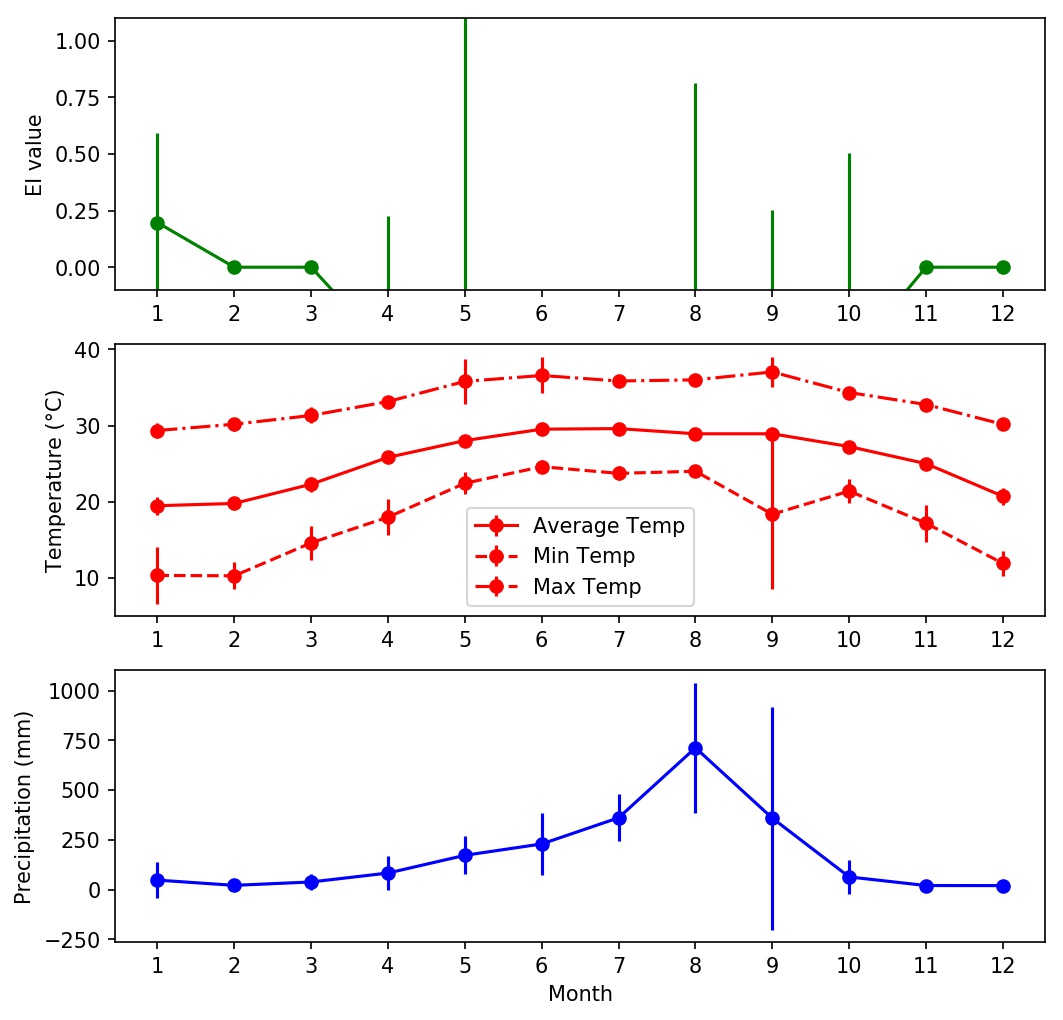 EI value
1.00
0.75
0.50
0.25
0.00
1 2 3 4 5 6 7 8 9 10 11 12
Temperature (°C)
40
30
20
10
Average Temp
Min Temp
Max Temp
1 2 3 4 5 6 7 8 9 10 11 12
Precipitation (mm)
1000
750
500
250
0
−250
1 2 3 4 5 6 7 8 9 10 11 12
Month